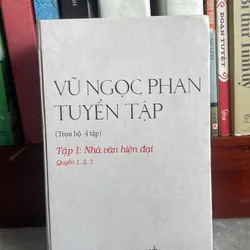 VŨ NGỌC PHAN
TUYỂN TẬP
(Trọn bộ 4 tập)
Tập 1: Nhà văn hiện đại
Quyển 1, 2, 3